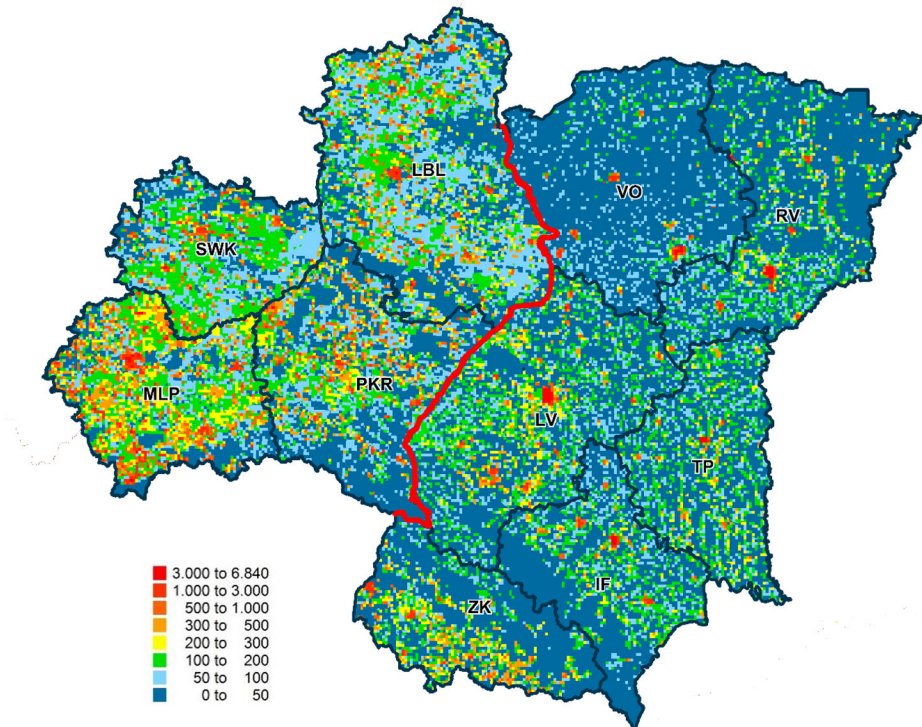 LBL
VO
RV
SWK
PKR
MLP
LV
TP
IF
ZK
3.000 to 6.840
1.000 to 3.000
500 to 1.000
300 to 500
200 to 300
100 to 200
50 to 100
0 to 50